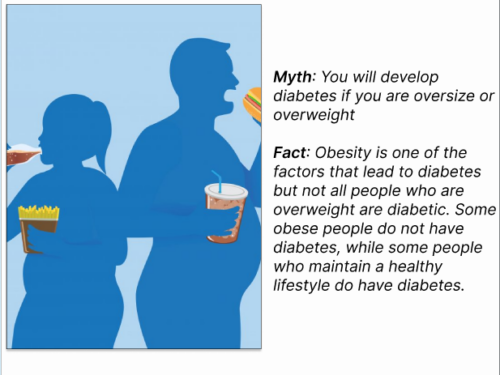 Myth: You will develop
diabetes if you are oversize or
overweight
Fact: Obesity is one of the
factors that lead to diabetes
but not all people who are
overweight are diabetic. Some
obese people do not have
diabetes, while some people
who maintain a healthy
lifestyle do have diabetes.